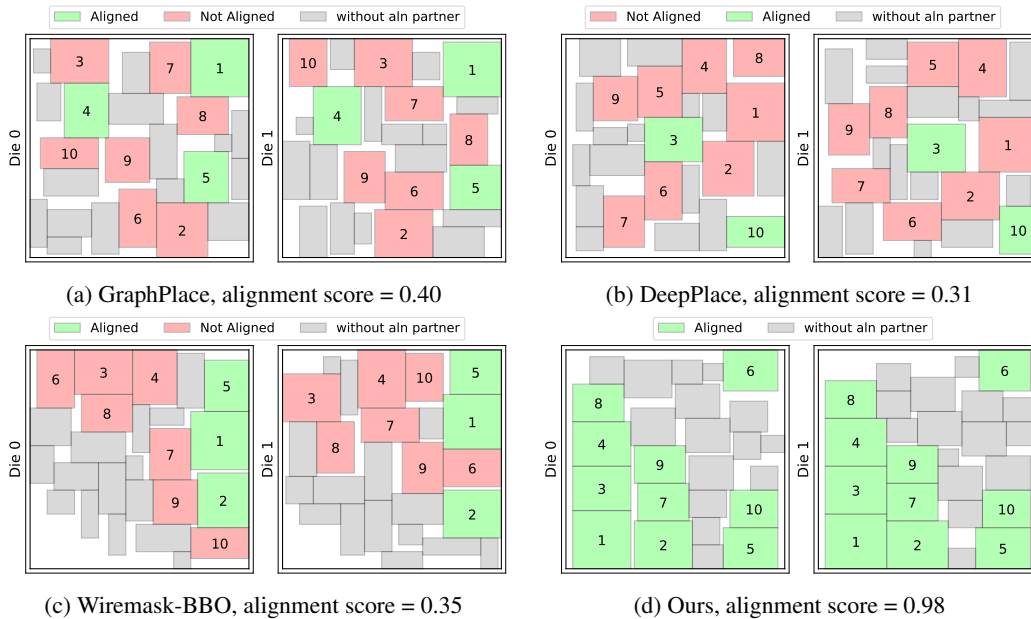 Aligned Not Aligned without aln partner
Not Aligned Aligned without aln partner
Die 0
3 7 1 4 8 10 9 5 6 2
Die 1
10 3 1 7 4 8 9 6 5 2
Die 0
4 8 9 5 1 3 2 6 7 10
Die 1
5 4 8 9 3 1 7 2 6 10
(a) GraphPlace, alignment score = 0.40
(b) DeepPlace, alignment score = 0.31
Aligned Not Aligned without aln partner
Aligned without aln partner
Die 0
6 3 4 5 8 1 7 9 2 10
Die 1
4 10 5 3 7 1 8 9 6 2
Die 0
6 8 4 9 3 7 10 1 2 5
Die 1
6 8 4 9 3 7 10 1 2 5
(c) Wiremask-BBO, alignment score = 0.35
(d) Ours, alignment score = 0.98